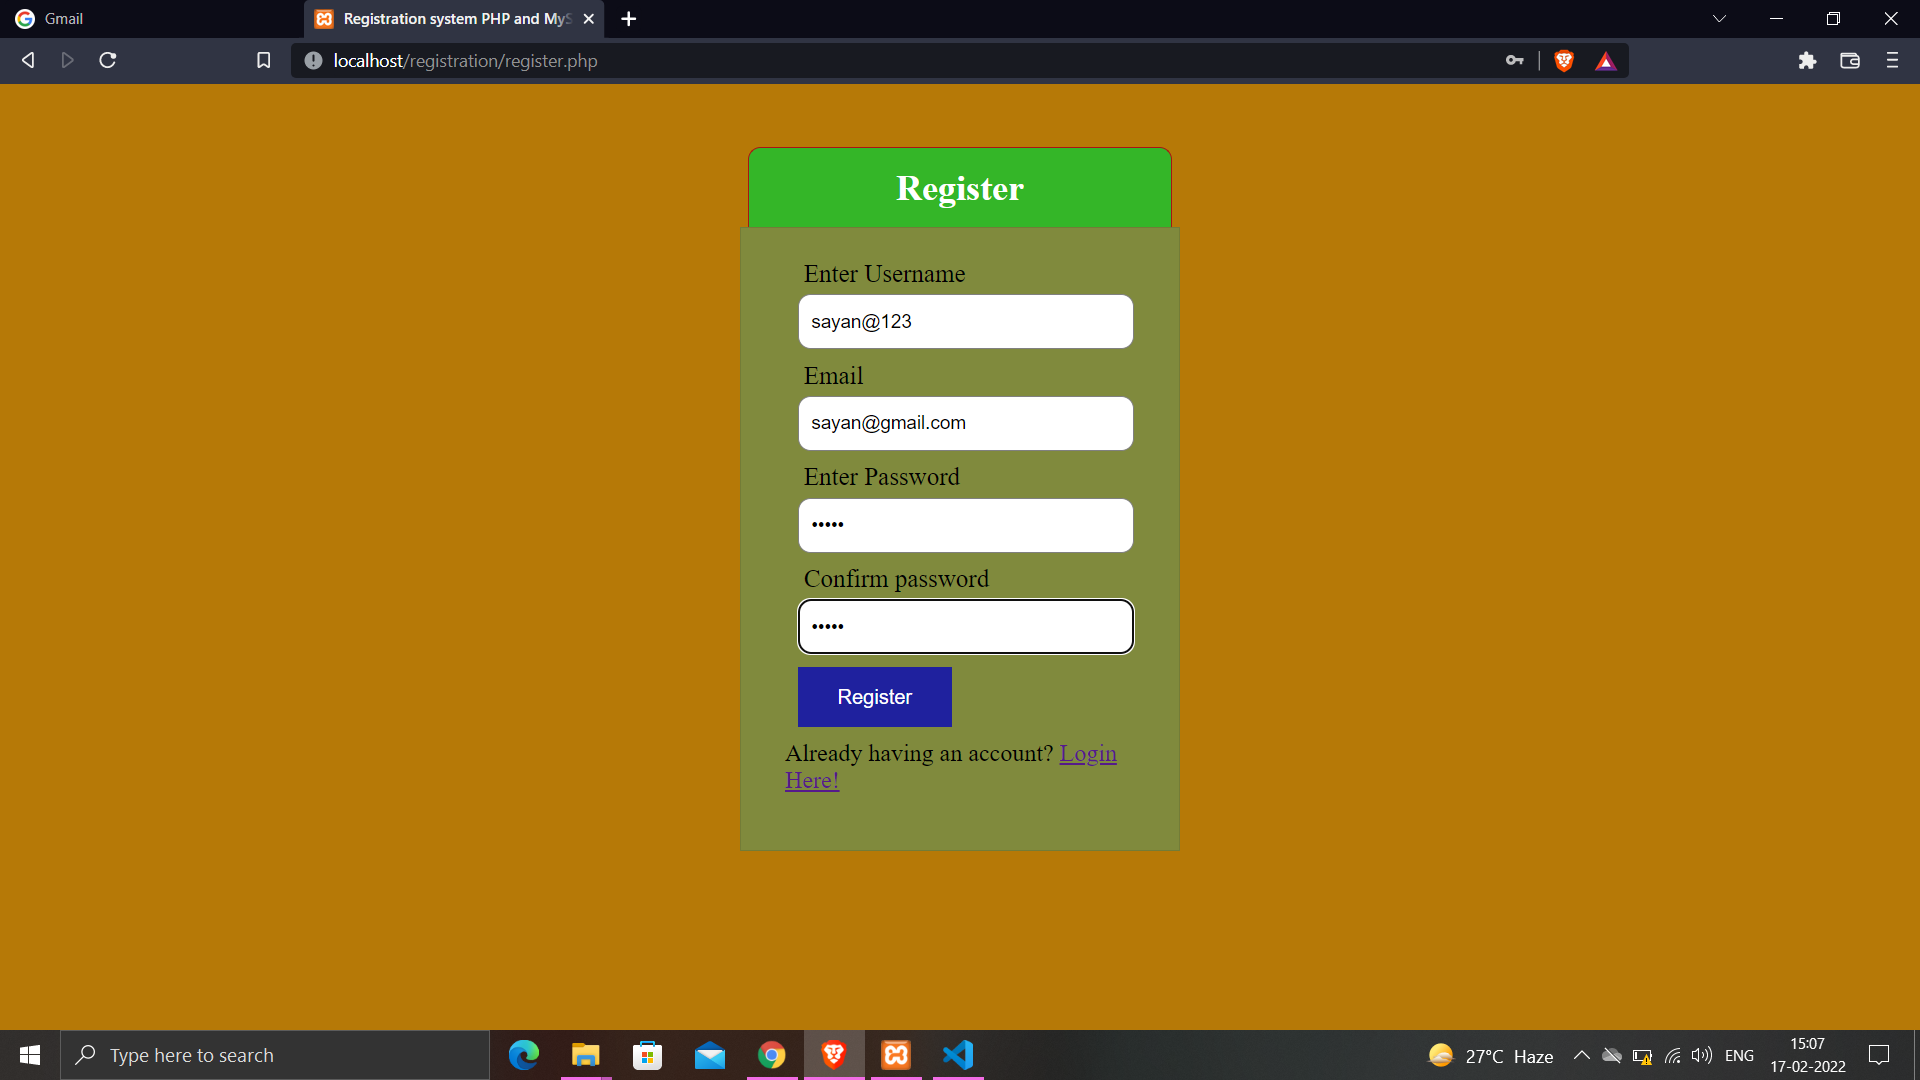 Gmail
Registration system PHP and MyS
localhost/registration/register.php
Register
Enter Username
sayan@123
Email
sayan@gmail.com
Enter Password
•••••
Confirm password
•••••
Register
Already having an account? Login
Here!
Type here to search
27°C Haze
ENG
15:07
17-02-2022